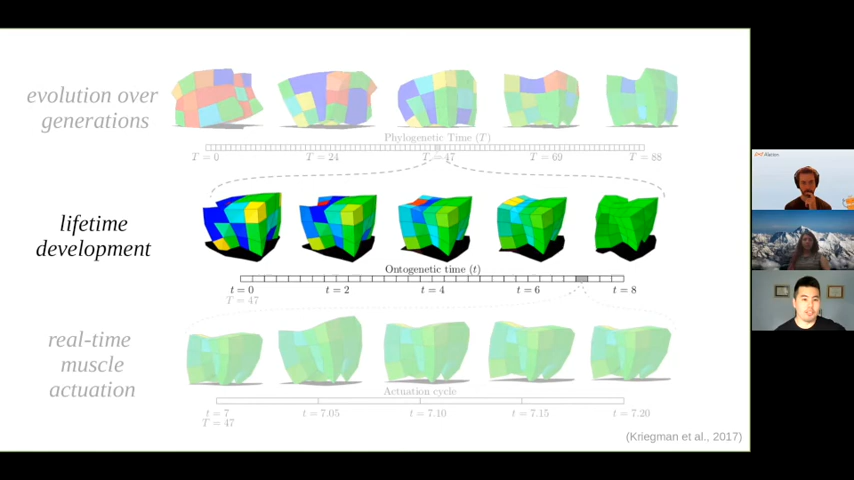 evolution over
generations
Phylogenetic Time (T)
T = 0
T = 24
T = 47
T = 69
T = 88
lifetime
development
Ontogenetic time (t)
t = 0
t = 2
t = 4
t = 6
t = 8
T = 47
real-time
muscle
actuation
Actuation cycle
t = 7
t = 7.05
t = 7.10
t = 7.15
t = 7.20
T = 47
(Kriegman et al., 2017)